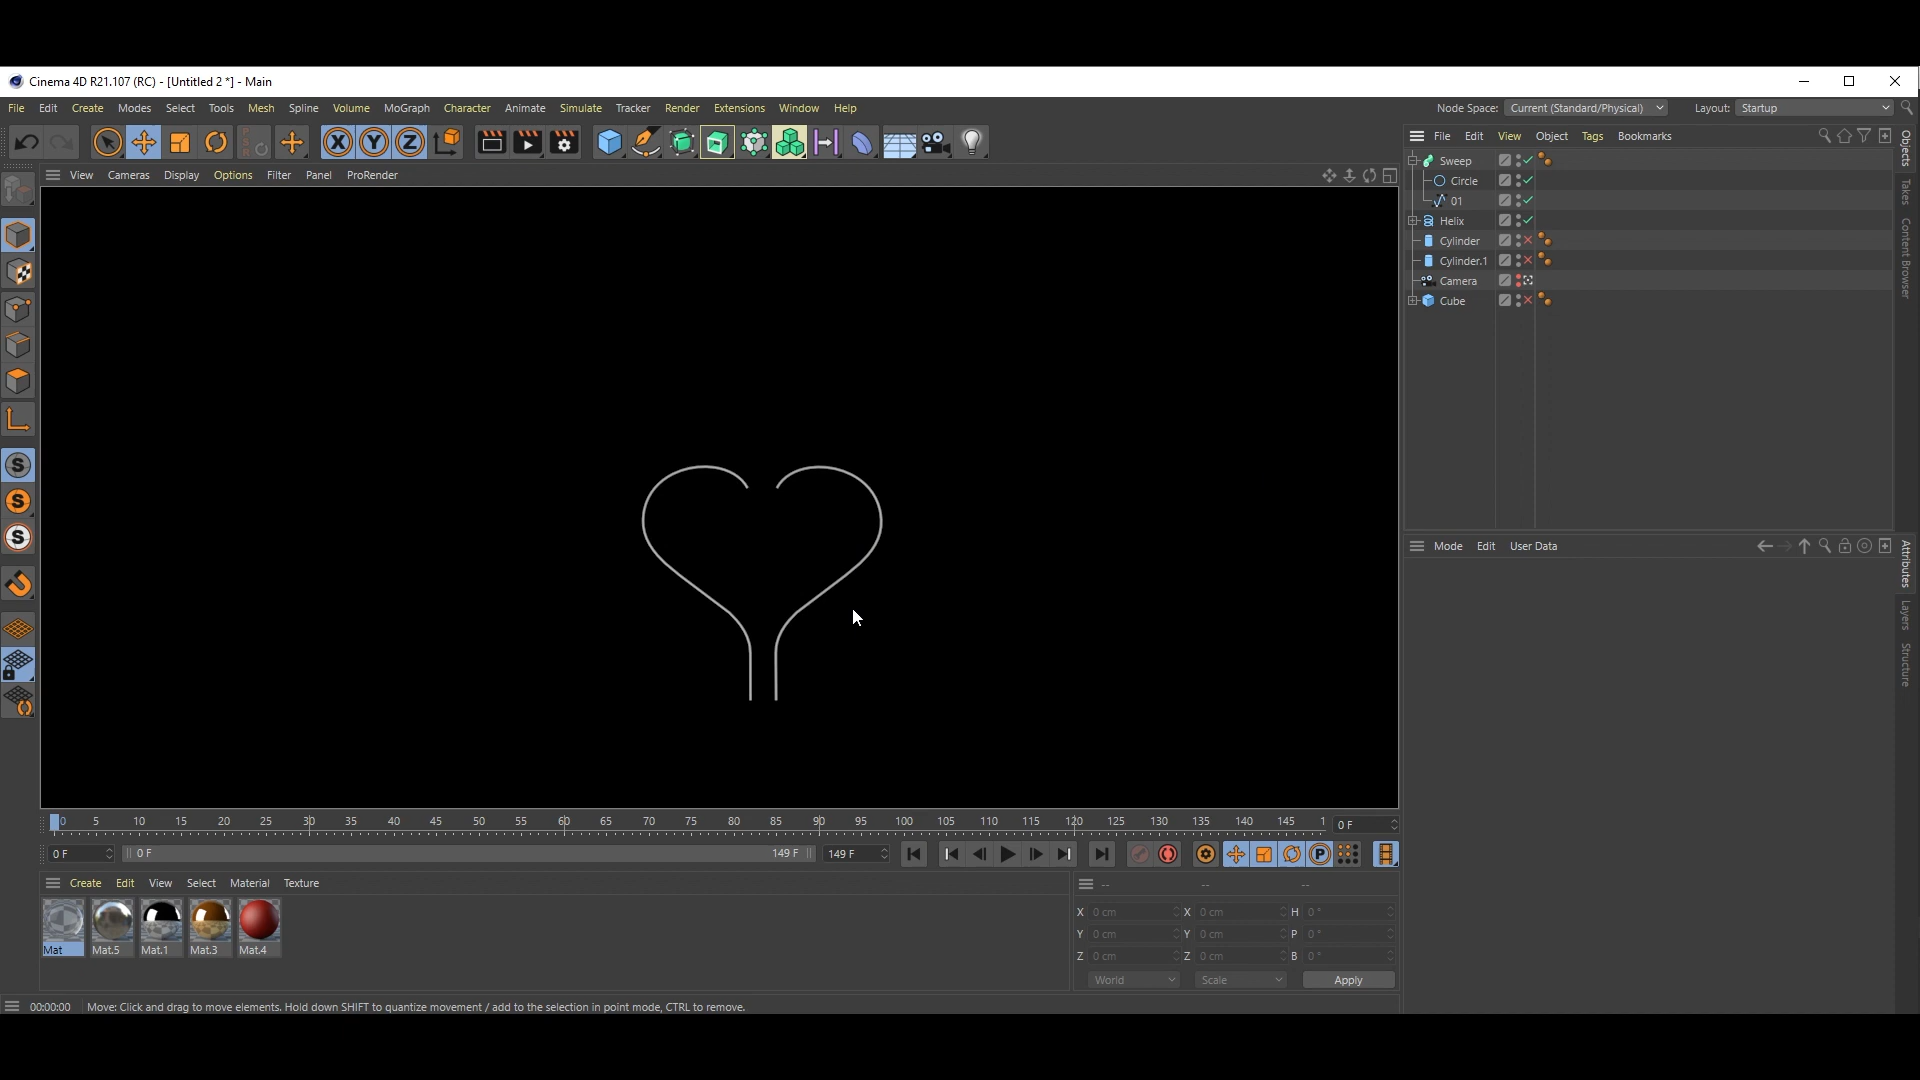 Cinema 4D R21.107 (RC) - [Untitled 2 *] - Main
File Edit Create Modes Select Tools Mesh Spline Volume MoGraph Character Animate Simulate Tracker Render Extensions Window Help
Node Space: Current (Standard/Physical) Layout: Startup
X Y Z
File Edit View Object Tags Bookmarks
View Cameras Display Options Filter Panel ProRender
Sweep
Circle
01
Helix
Cylinder
Cylinder.1
Camera
Cube
Objects
Takes
Content Browser
S
S
S
Mode Edit User Data
Attributes
Layers
Structure
0 5 10 15 20 25 30 35 40 45 50 55 60 65 70 75 80 85 90 95 100 105 110 115 120 125 130 135 140 145 1 0 F
0 F 0 F 149 F 149 F P
Create Edit View Select Material Texture
Mat Mat.5 Mat.1 Mat.3 Mat.4
-- -- --
X 0 cm X 0 cm H 0 °
Y 0 cm Y 0 cm P 0 °
Z 0 cm Z 0 cm B 0 °
World Scale Apply
00:00:00 Move: Click and drag to move elements. Hold down SHIFT to quantize movement / add to the selection in point mode, CTRL to remove.